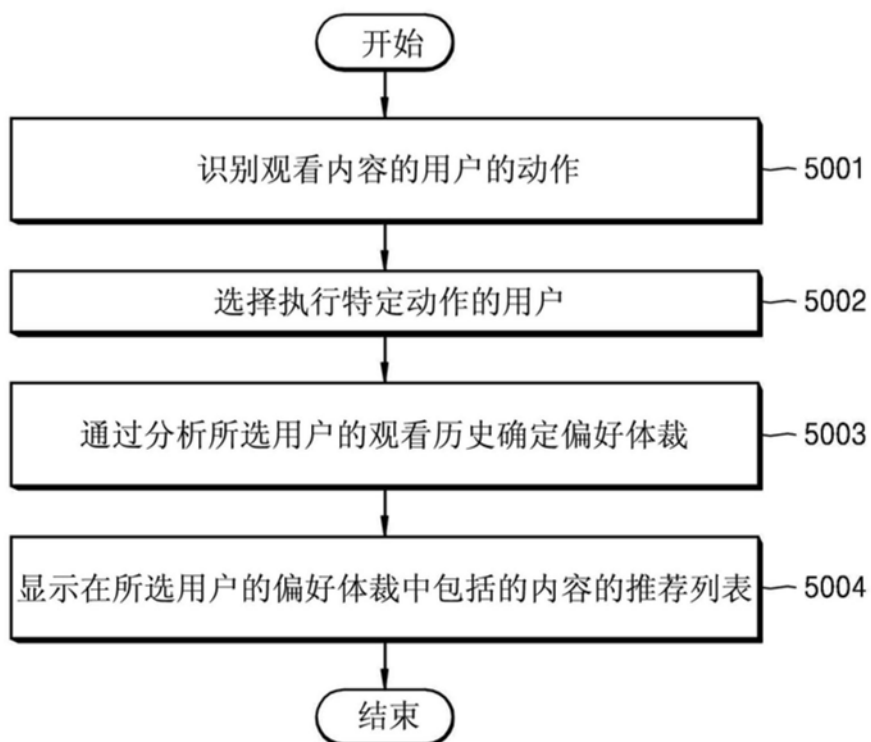 开始
识别观看内容的用户的动作
5001
选择执行特定动作的用户
5002
通过分析所选用户的观看历史确定偏好体裁
5003
显示在所选用户的偏好体裁中包括的内容的推荐列表
5004
结束